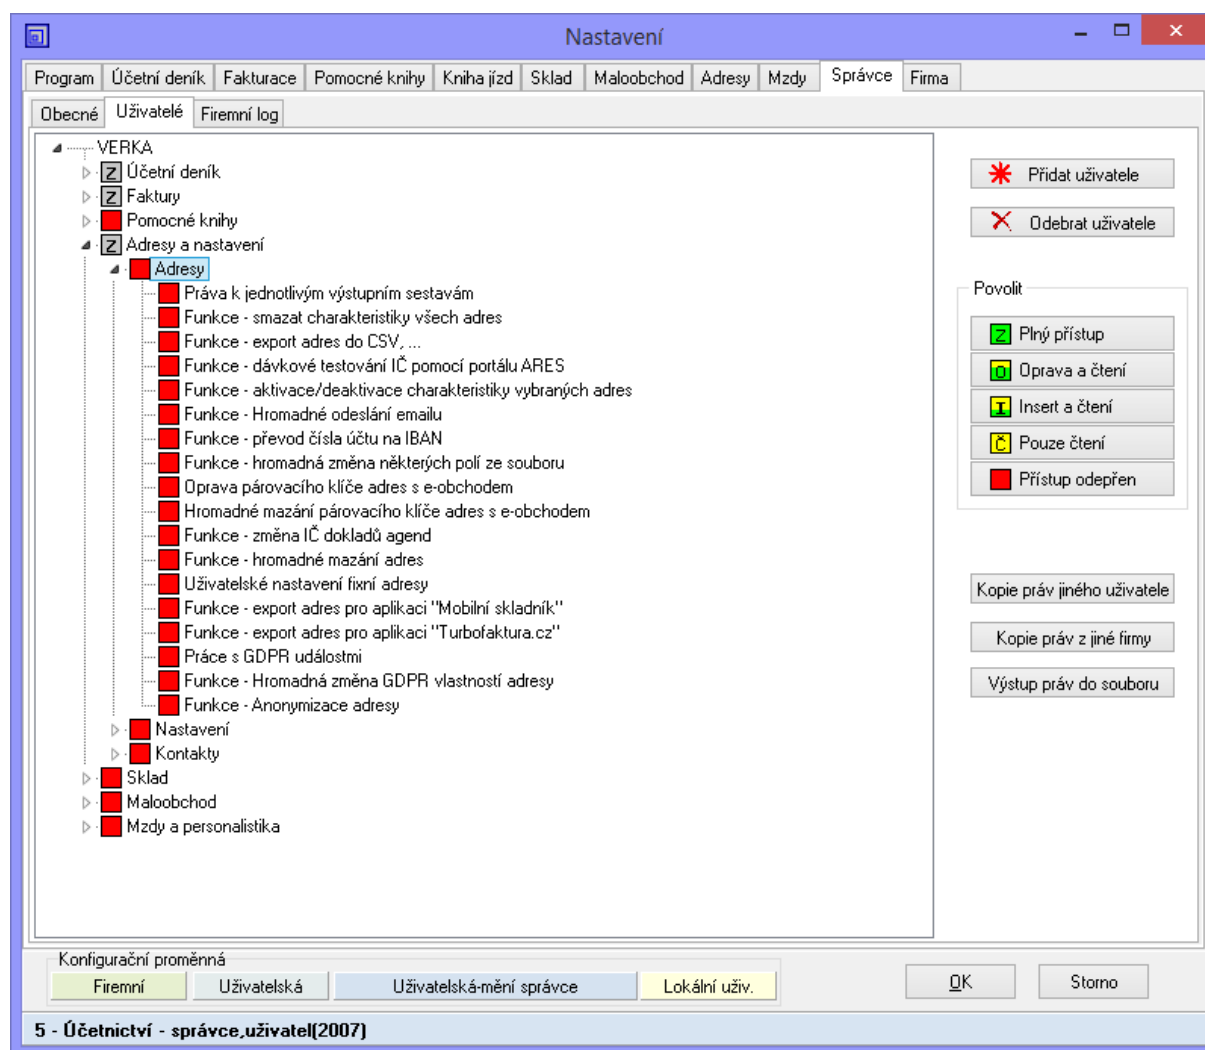 Nastavení
Program Účetní deník Fakturace Pomocné knihy Kniha jízd Sklad Maloobchod Adresy Mzdy Správce Firma
Obecné Uživatelé Firemní log
VERKA
Z Účetní deník
Z Faktury
Pomocné knihy
Z Adresy a nastavení
Adresy
Práva k jednotlivým výstupním sestavám
Funkce - smazat charakteristiky všech adres
Funkce - export adres do CSV, ...
Funkce - dávkové testování IČ pomocí portálu ARES
Funkce - aktivace/deaktivace charakteristiky vybraných adres
Funkce - Hromadné odeslání emailu
Funkce - převod čísla účtu na IBAN
Funkce - hromadná změna některých polí ze souboru
Oprava párovacího klíče adres s e-obchodem
Hromadné mazání párovacího klíče adres s e-obchodem
Funkce - změna IČ dokladů agend
Funkce - hromadné mazání adres
Uživatelské nastavení fixní adresy
Funkce - export adres pro aplikaci "Mobilní skladník"
Funkce - export adres pro aplikaci "Turbofaktura.cz"
Práce s GDPR událostmi
Funkce - Hromadná změna GDPR vlastností adresy
Funkce - Anonymizace adresy
Nastavení
Kontakty
Sklad
Maloobchod
Mzdy a personalistika
Přidat uživatele
Odebrat uživatele
Povolit
Z Plný přístup
O Oprava a čtení
I Insert a čtení
Č Pouze čtení
Přístup odepřen
Kopie práv jiného uživatele
Kopie práv z jiné firmy
Výstup práv do souboru
Konfigurační proměnná
Firemní Uživatelská Uživatelská-mění správce Lokální uživ.
OK Storno
5 - Účetnictví - správce,uživatel(2007)